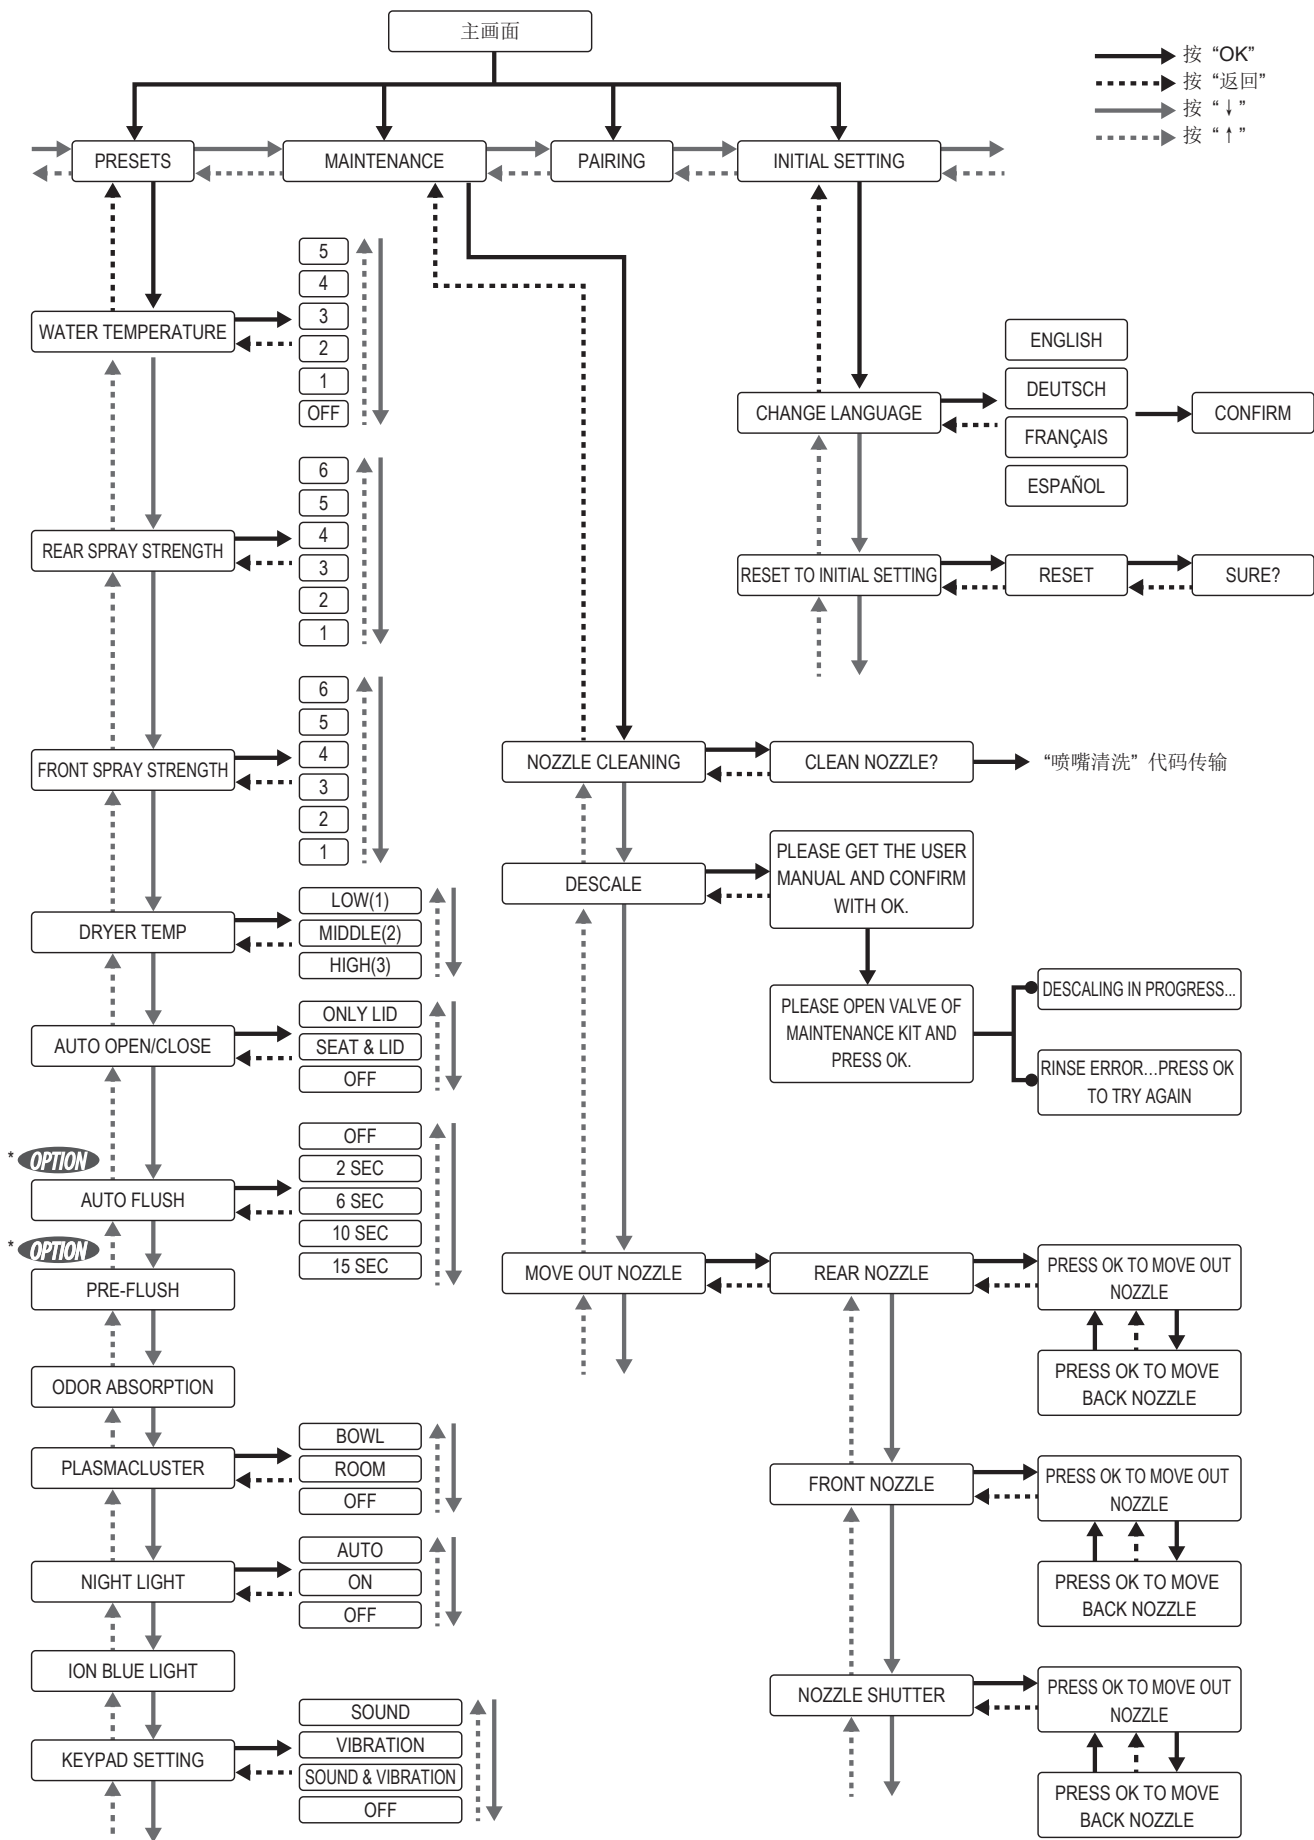 主画面
按 “OK”
按 “返回”
按 “↓”
按 “↑”
PRESETS
MAINTENANCE
PAIRING
INITIAL SETTING
WATER TEMPERATURE
5
4
3
2
1
OFF
REAR SPRAY STRENGTH
6
5
4
3
2
1
FRONT SPRAY STRENGTH
6
5
4
3
2
1
DRYER TEMP
LOW(1)
MIDDLE(2)
HIGH(3)
AUTO OPEN/CLOSE
ONLY LID
SEAT & LID
OFF
* OPTION
AUTO FLUSH
OFF
2 SEC
6 SEC
10 SEC
15 SEC
* OPTION
PRE-FLUSH
ODOR ABSORPTION
PLASMACLUSTER
BOWL
ROOM
OFF
NIGHT LIGHT
AUTO
ON
OFF
ION BLUE LIGHT
KEYPAD SETTING
SOUND
VIBRATION
SOUND & VIBRATION
OFF
NOZZLE CLEANING
CLEAN NOZZLE?
“喷嘴清洗” 代码传输
DESCALE
PLEASE GET THE USER
MANUAL AND CONFIRM
WITH OK.
PLEASE OPEN VALVE OF
MAINTENANCE KIT AND
PRESS OK.
DESCALING IN PROGRESS...
RINSE ERROR...PRESS OK
TO TRY AGAIN
MOVE OUT NOZZLE
REAR NOZZLE
PRESS OK TO MOVE OUT
NOZZLE
PRESS OK TO MOVE
BACK NOZZLE
FRONT NOZZLE
PRESS OK TO MOVE OUT
NOZZLE
PRESS OK TO MOVE
BACK NOZZLE
NOZZLE SHUTTER
PRESS OK TO MOVE OUT
NOZZLE
PRESS OK TO MOVE
BACK NOZZLE
CHANGE LANGUAGE
ENGLISH
DEUTSCH
FRANÇAIS
ESPAÑOL
CONFIRM
RESET TO INITIAL SETTING
RESET
SURE?